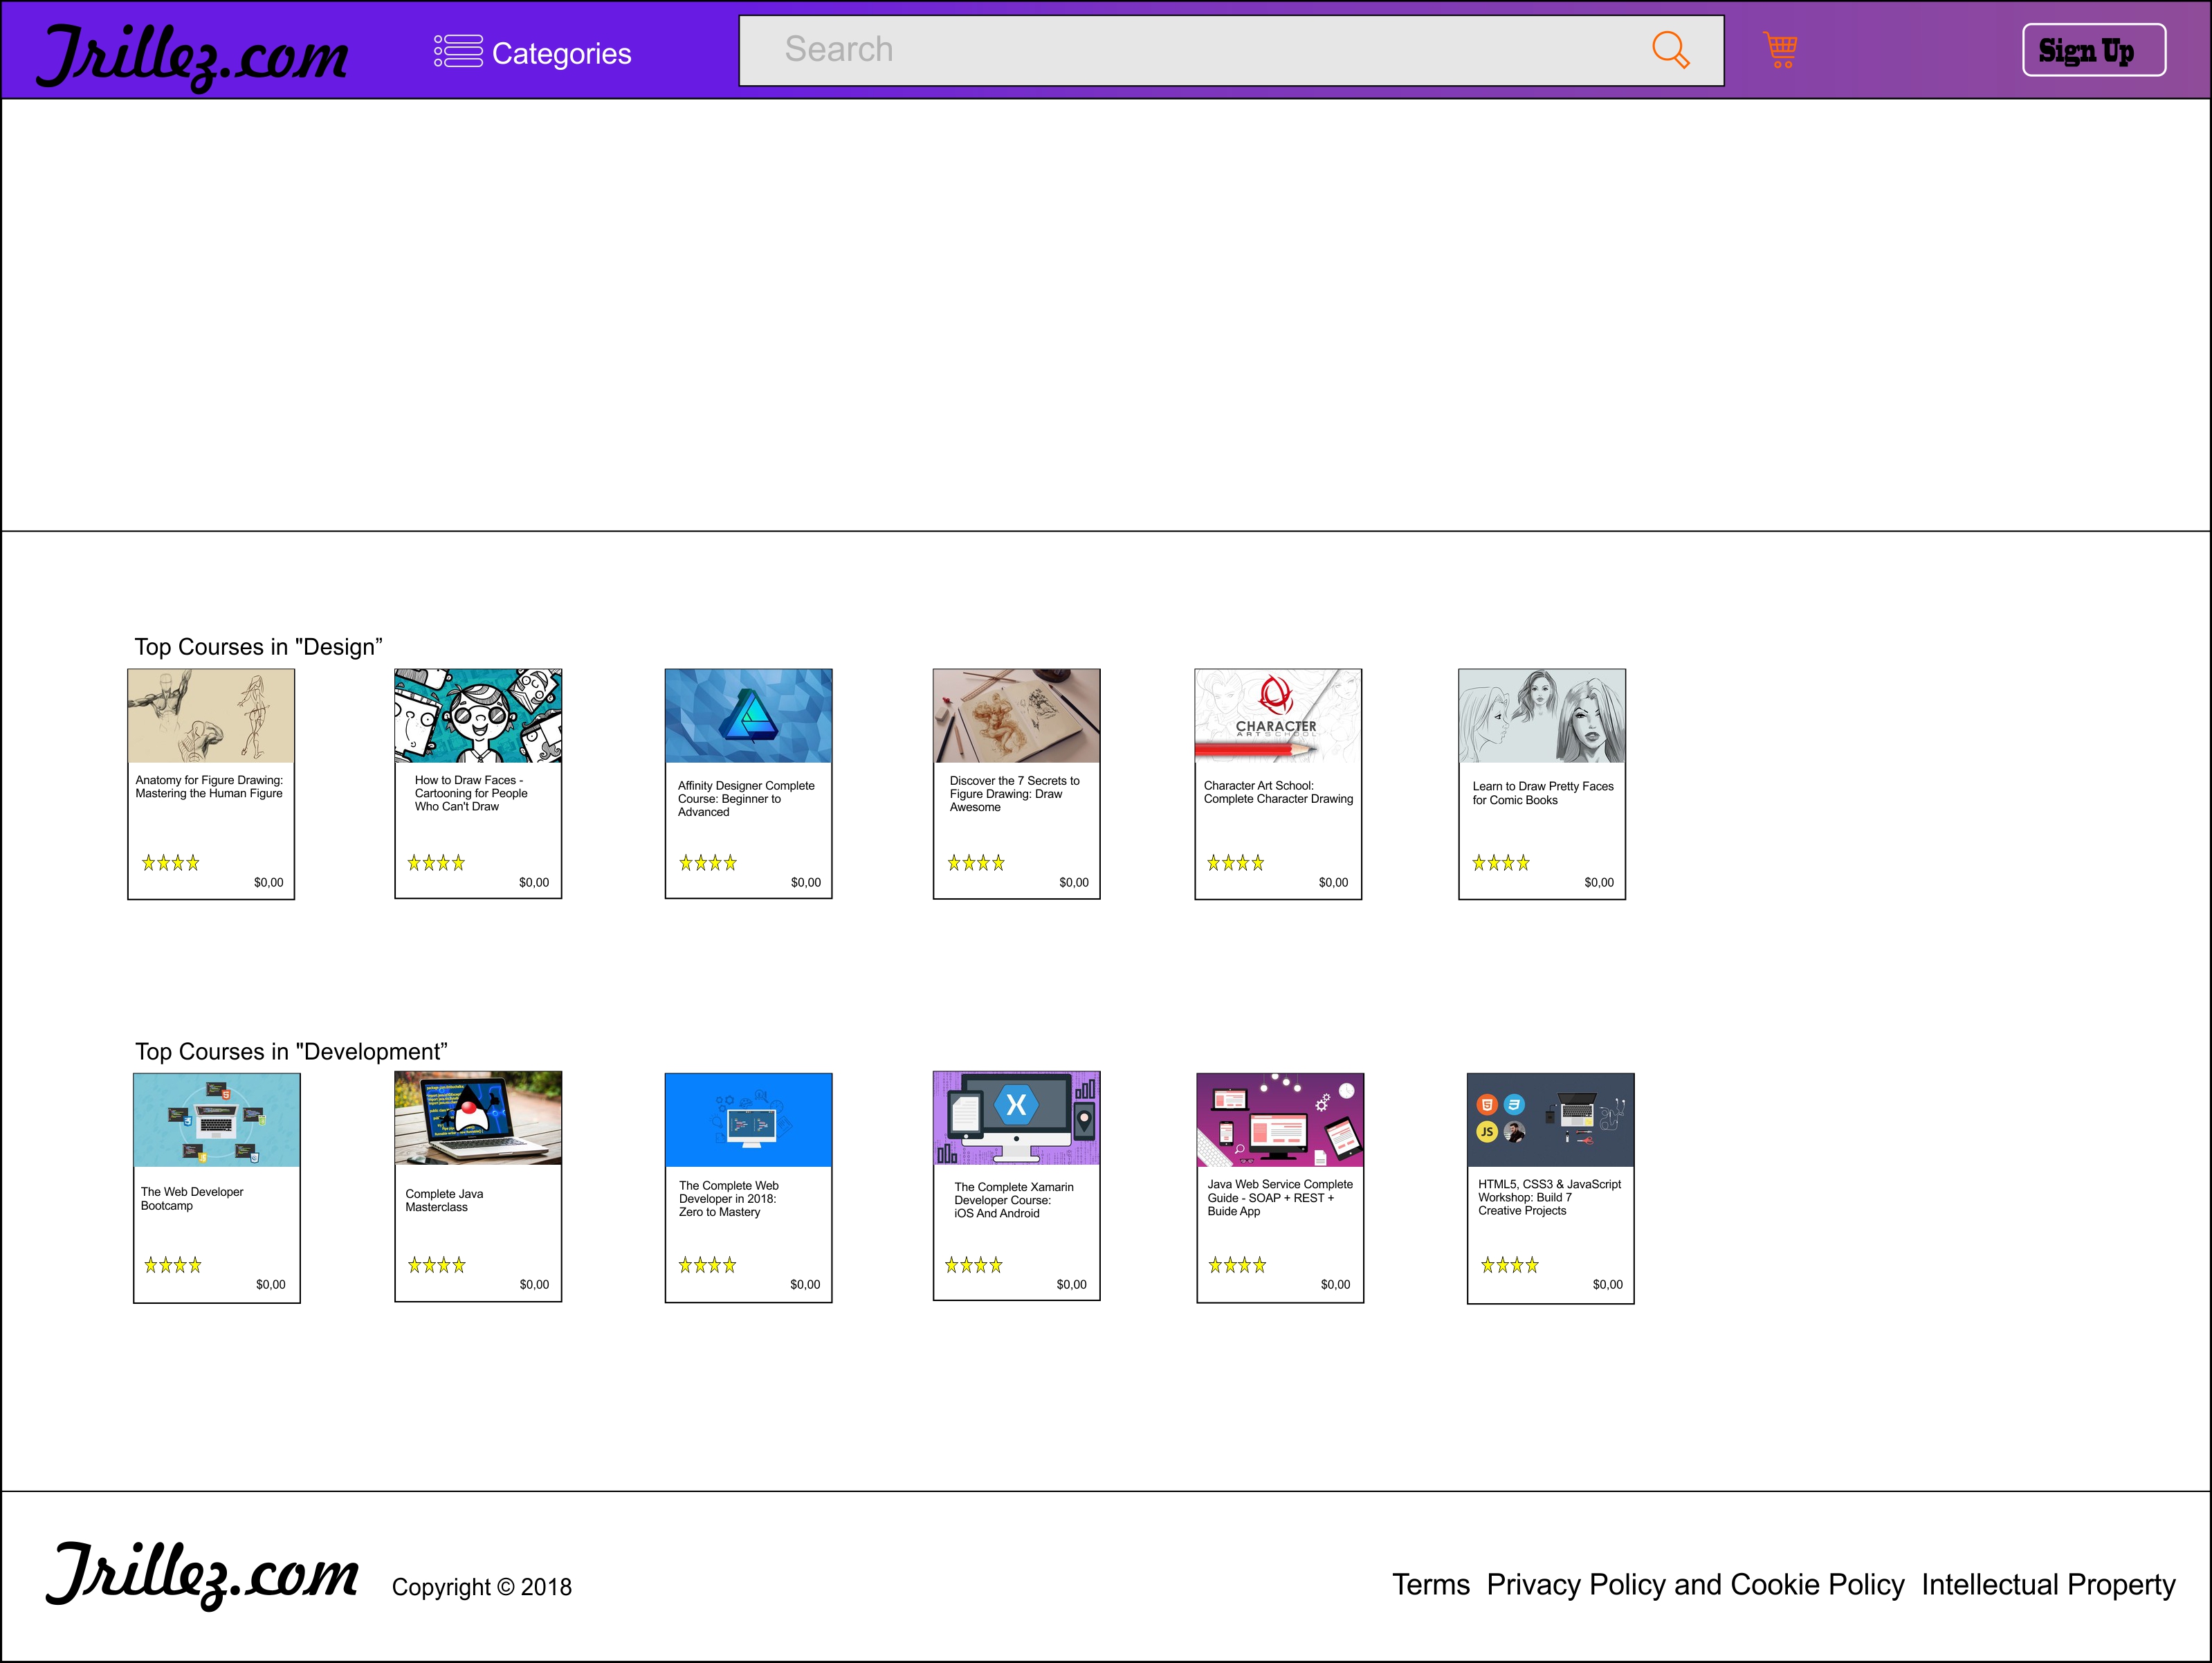 Trillez.com
Categories
Search
Sign Up
Top Courses in "Design”
CHARACTER
ART SCHOOL
Anatomy for Figure Drawing:
Mastering the Human Figure
$0,00
How to Draw Faces -
Cartooning for People
Who Can't Draw
$0,00
Affinity Designer Complete
Course: Beginner to
Advanced
$0,00
Discover the 7 Secrets to
Figure Drawing: Draw
Awesome
$0,00
Character Art School:
Complete Character Drawing
$0,00
Learn to Draw Pretty Faces
for Comic Books
$0,00
Top Courses in "Development”
The Web Developer
Bootcamp
$0,00
Complete Java
Masterclass
$0,00
The Complete Web
Developer in 2018:
Zero to Mastery
$0,00
X
The Complete Xamarin
Developer Course:
iOS And Android
$0,00
Java Web Service Complete
Guide - SOAP + REST +
Buide App
$0,00
5 3
JS
HTML5, CSS3 & JavaScript
Workshop: Build 7
Creative Projects
$0,00
Trillez.com
Copyright © 2018
Terms Privacy Policy and Cookie Policy Intellectual Property